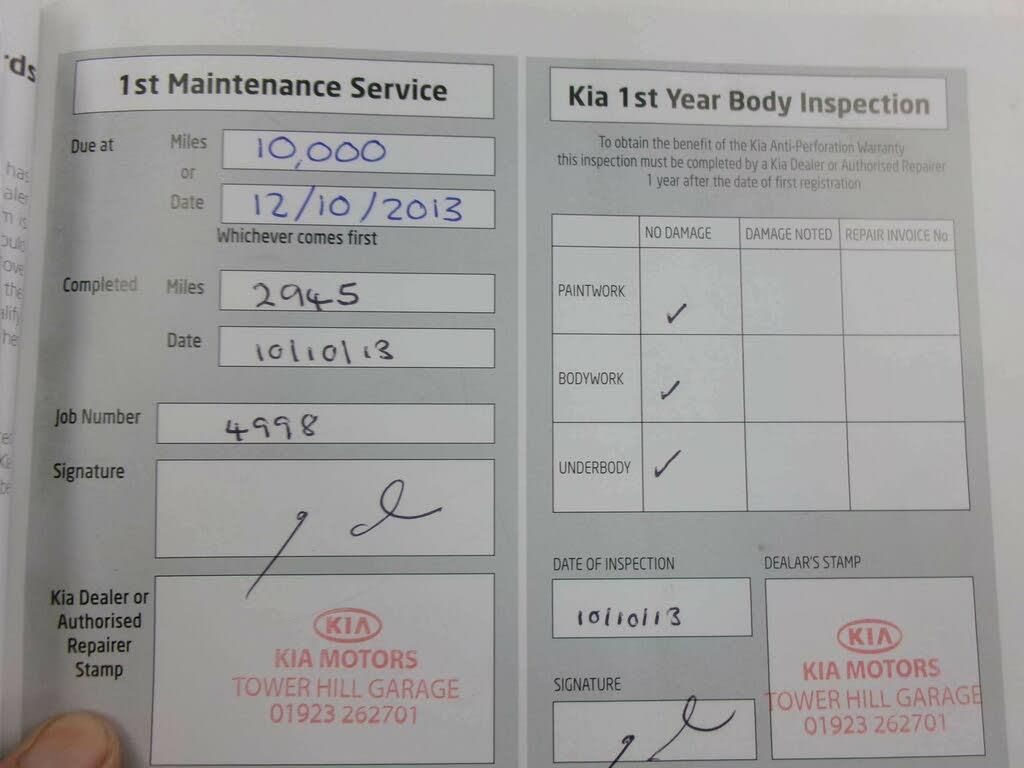 1st Maintenance Service
Due at Miles 10,000
or
Date 12/10/2013
Whichever comes first
Completed Miles 2945
Date 10/10/13
Job Number 4998
Signature
Kia Dealer or
Authorised
Repairer
Stamp
KIA
KIA MOTORS
TOWER HILL GARAGE
01923 262701
Kia 1st Year Body Inspection
To obtain the benefit of the Kia Anti-Perforation Warranty
this inspection must be completed by a Kia Dealer or Authorised Repairer
1 year after the date of first registration
NO DAMAGE DAMAGE NOTED REPAIR INVOICE No
PAINTWORK ✓
BODYWORK ✓
UNDERBODY ✓
DATE OF INSPECTION
10/10/13
SIGNATURE
DEALAR'S STAMP
KIA
KIA MOTORS
TOWER HILL GARAGE
01923 262701